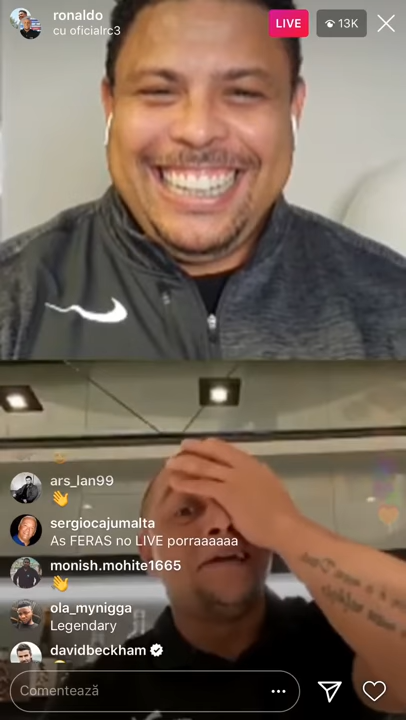 ronaldo
cu oficialrc3
LIVE
13K
ars_lan99
sergiocajumalta
As FERAS no LIVE porraaaaaa
monish.mohite1665
ola_mynigga
Legendary
davidbeckham
Comentează